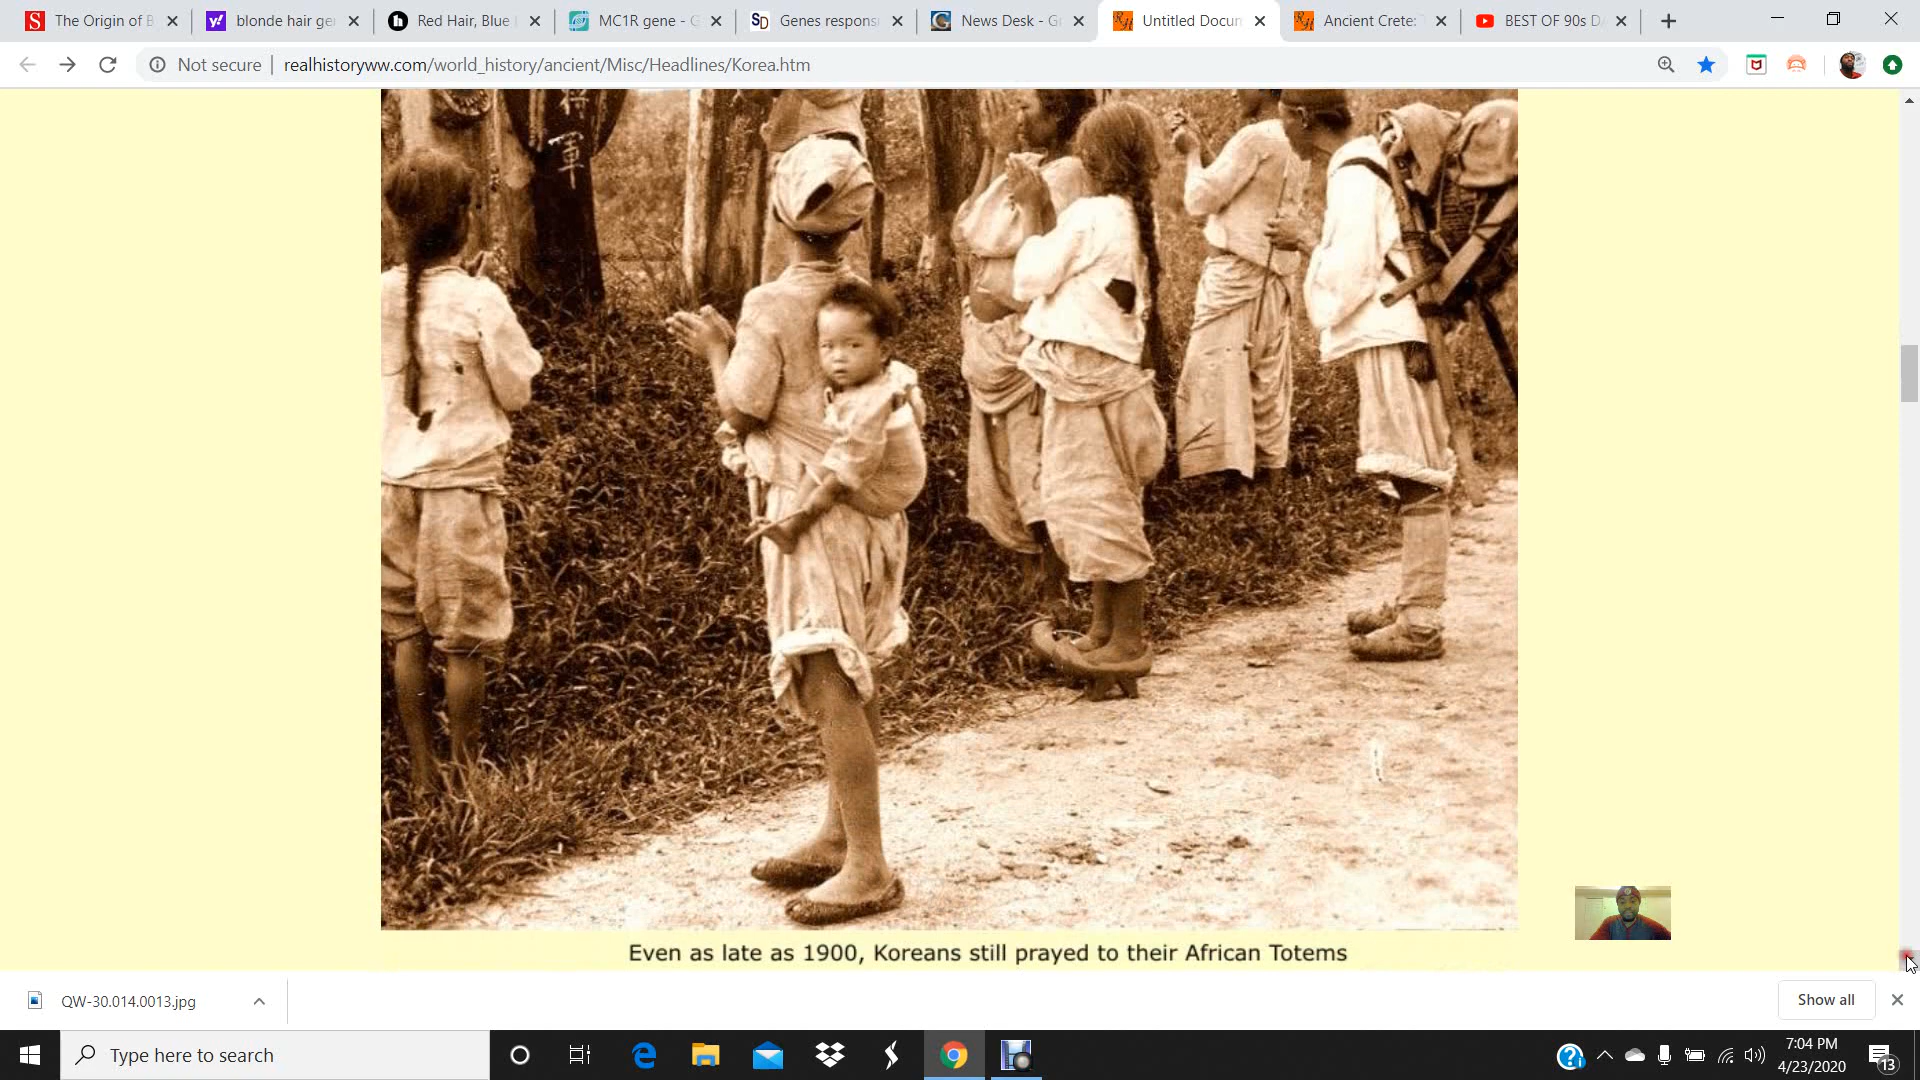 The Origin of B
blonde hair ger
Red Hair, Blue
MC1R gene - G
Genes respons
News Desk - G
Untitled Docum
Ancient Crete:
BEST OF 90s D
Not secure
realhistoryww.com/world_history/ancient/Misc/Headlines/Korea.htm
軍
Even as late as 1900, Koreans still prayed to their African Totems
QW-30.014.0013.jpg
Show all
Type here to search
7:04 PM
4/23/2020
13